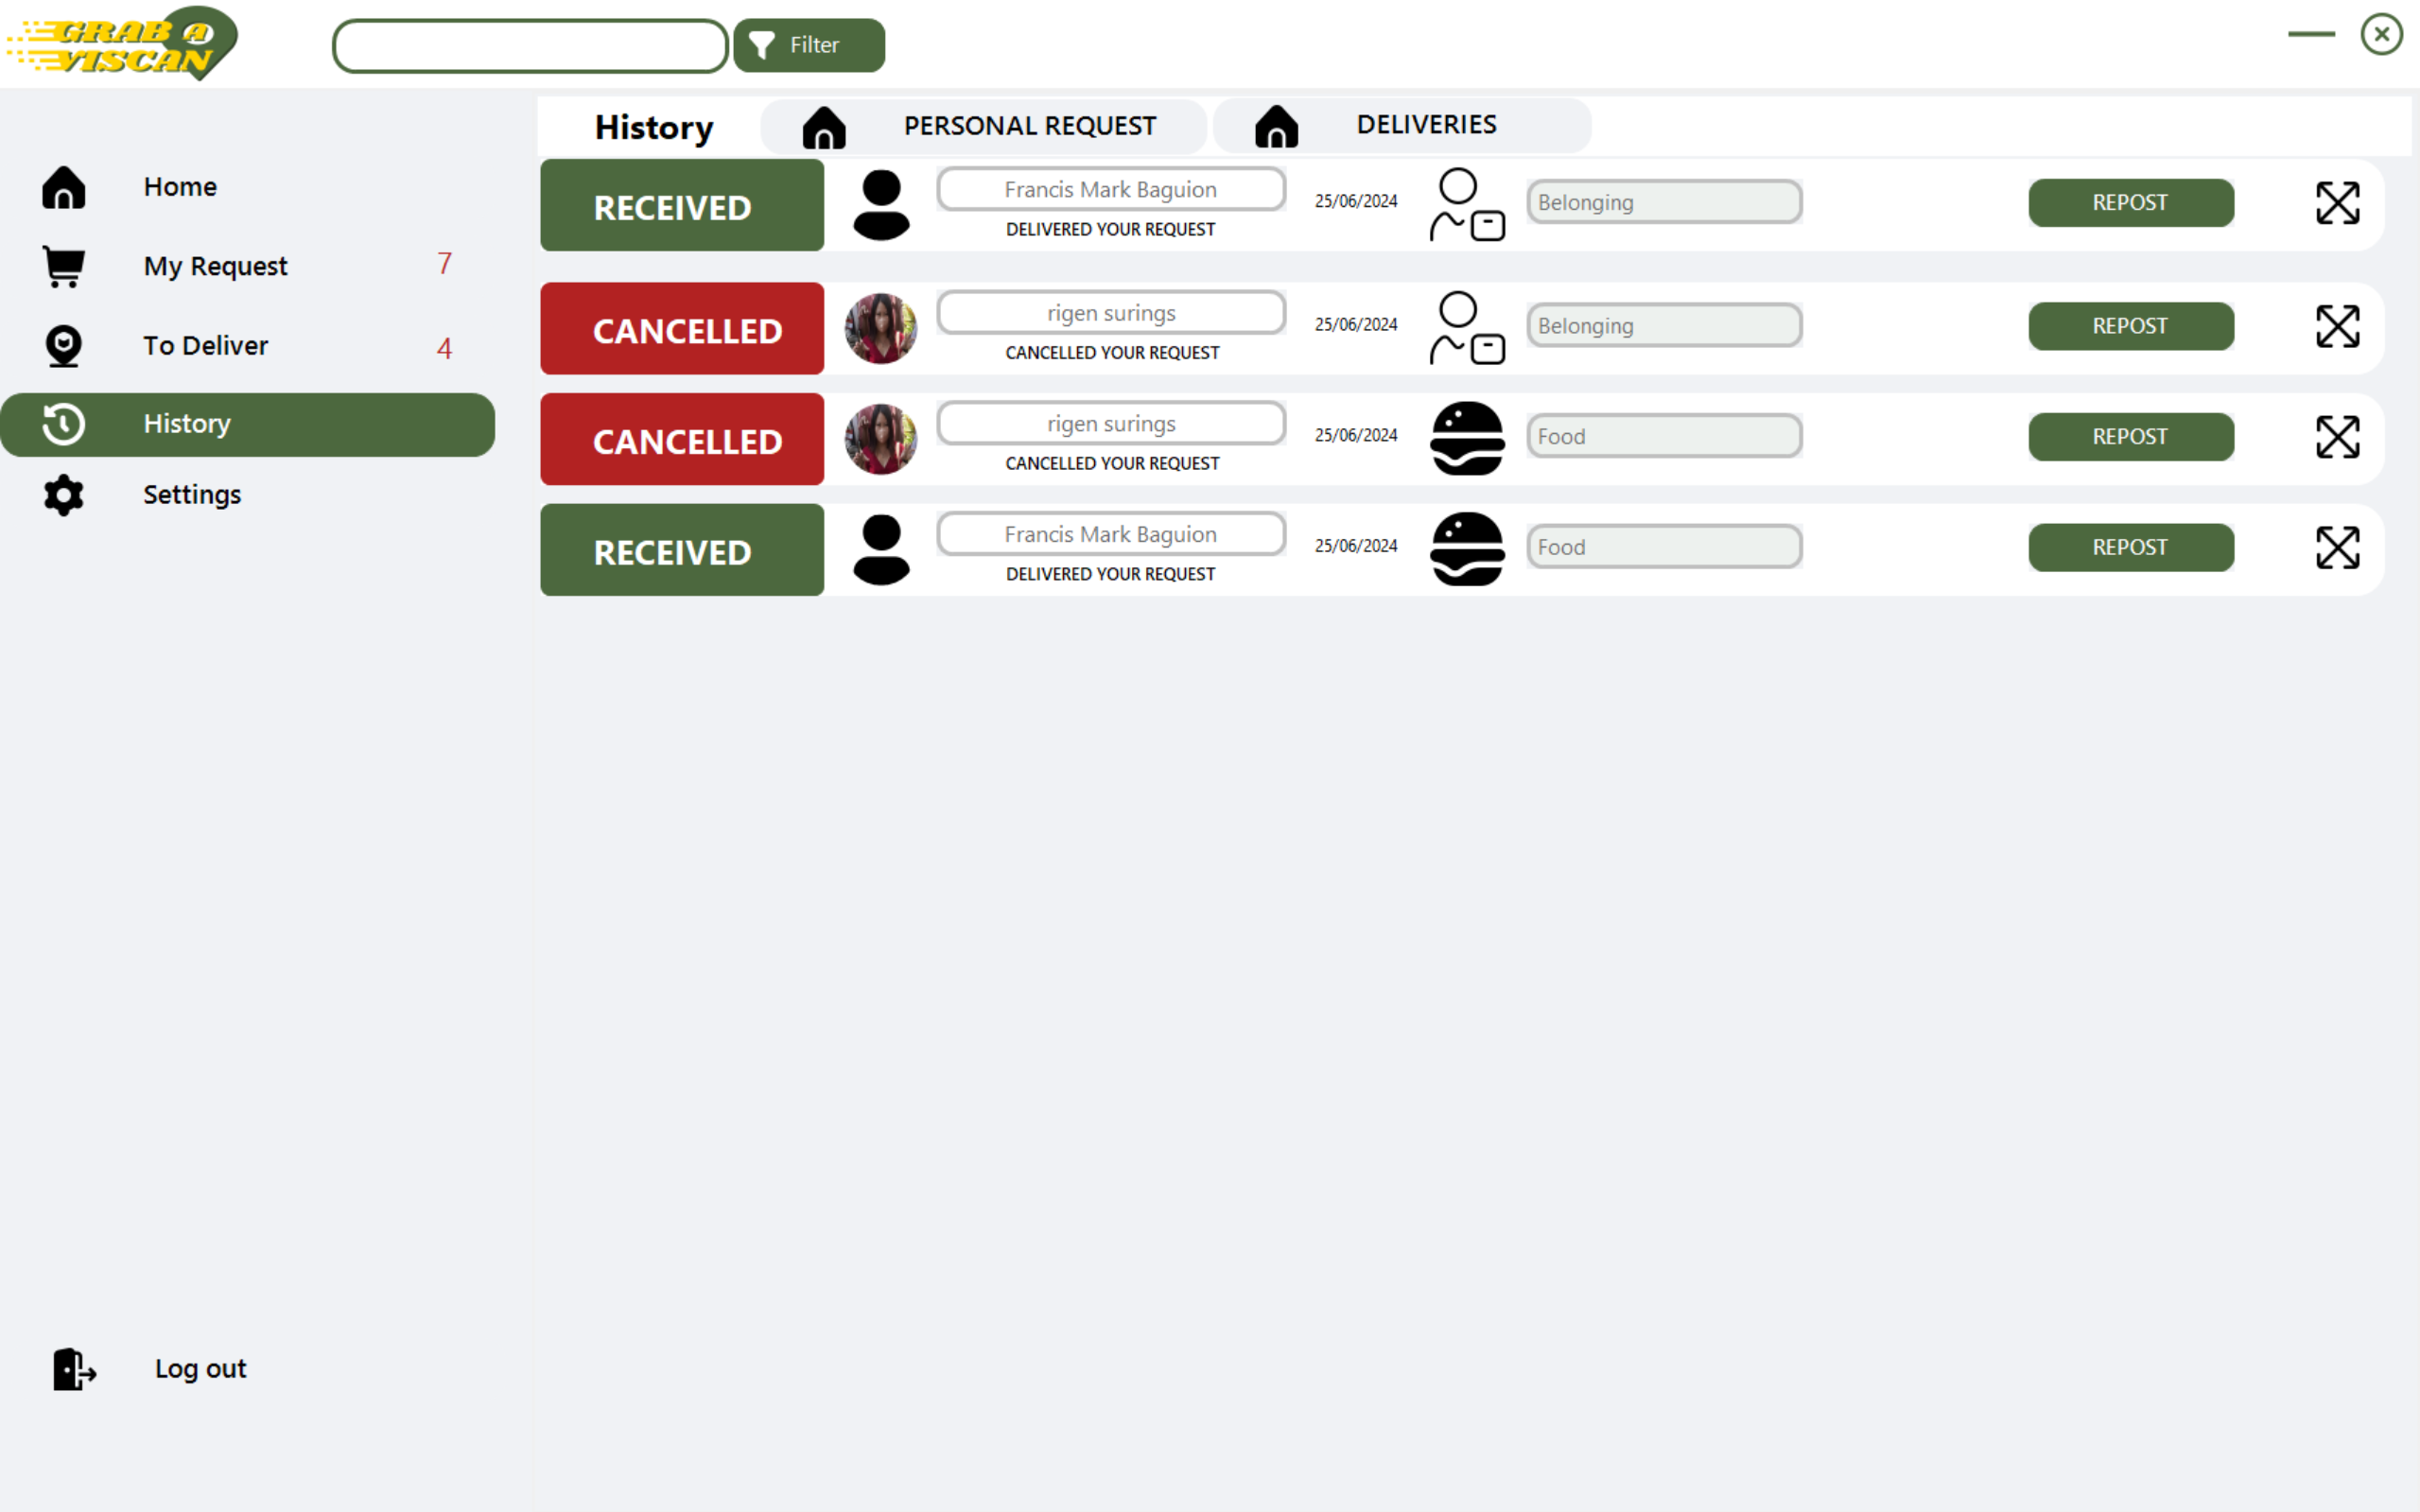 GRAB A
VISCAN
Filter
Home
My Request 7
To Deliver 4
History
Settings
Log out
History PERSONAL REQUEST DELIVERIES
RECEIVED Francis Mark Baguion 25/06/2024 Belonging REPOST
DELIVERED YOUR REQUEST
CANCELLED rigen surings 25/06/2024 Belonging REPOST
CANCELLED YOUR REQUEST
CANCELLED rigen surings 25/06/2024 Food REPOST
CANCELLED YOUR REQUEST
RECEIVED Francis Mark Baguion 25/06/2024 Food REPOST
DELIVERED YOUR REQUEST